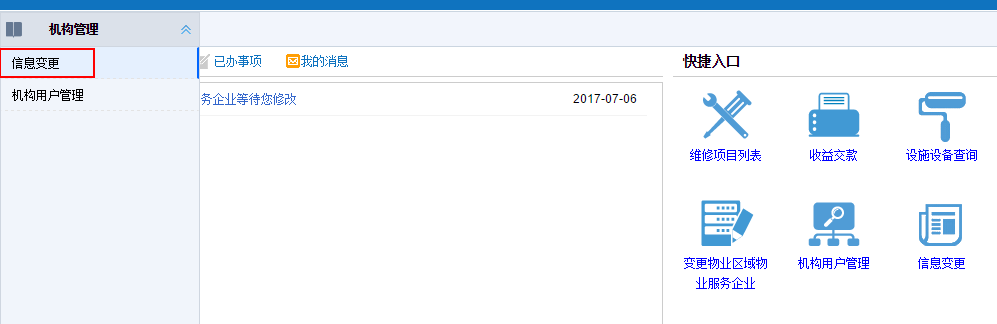 机构管理
信息变更
机构用户管理
已办事项
我的消息
务企业等待您修改
2017-07-06
快捷入口
维修项目列表
收益交款
设施设备查询
变更物业区域物
业服务企业
机构用户管理
信息变更